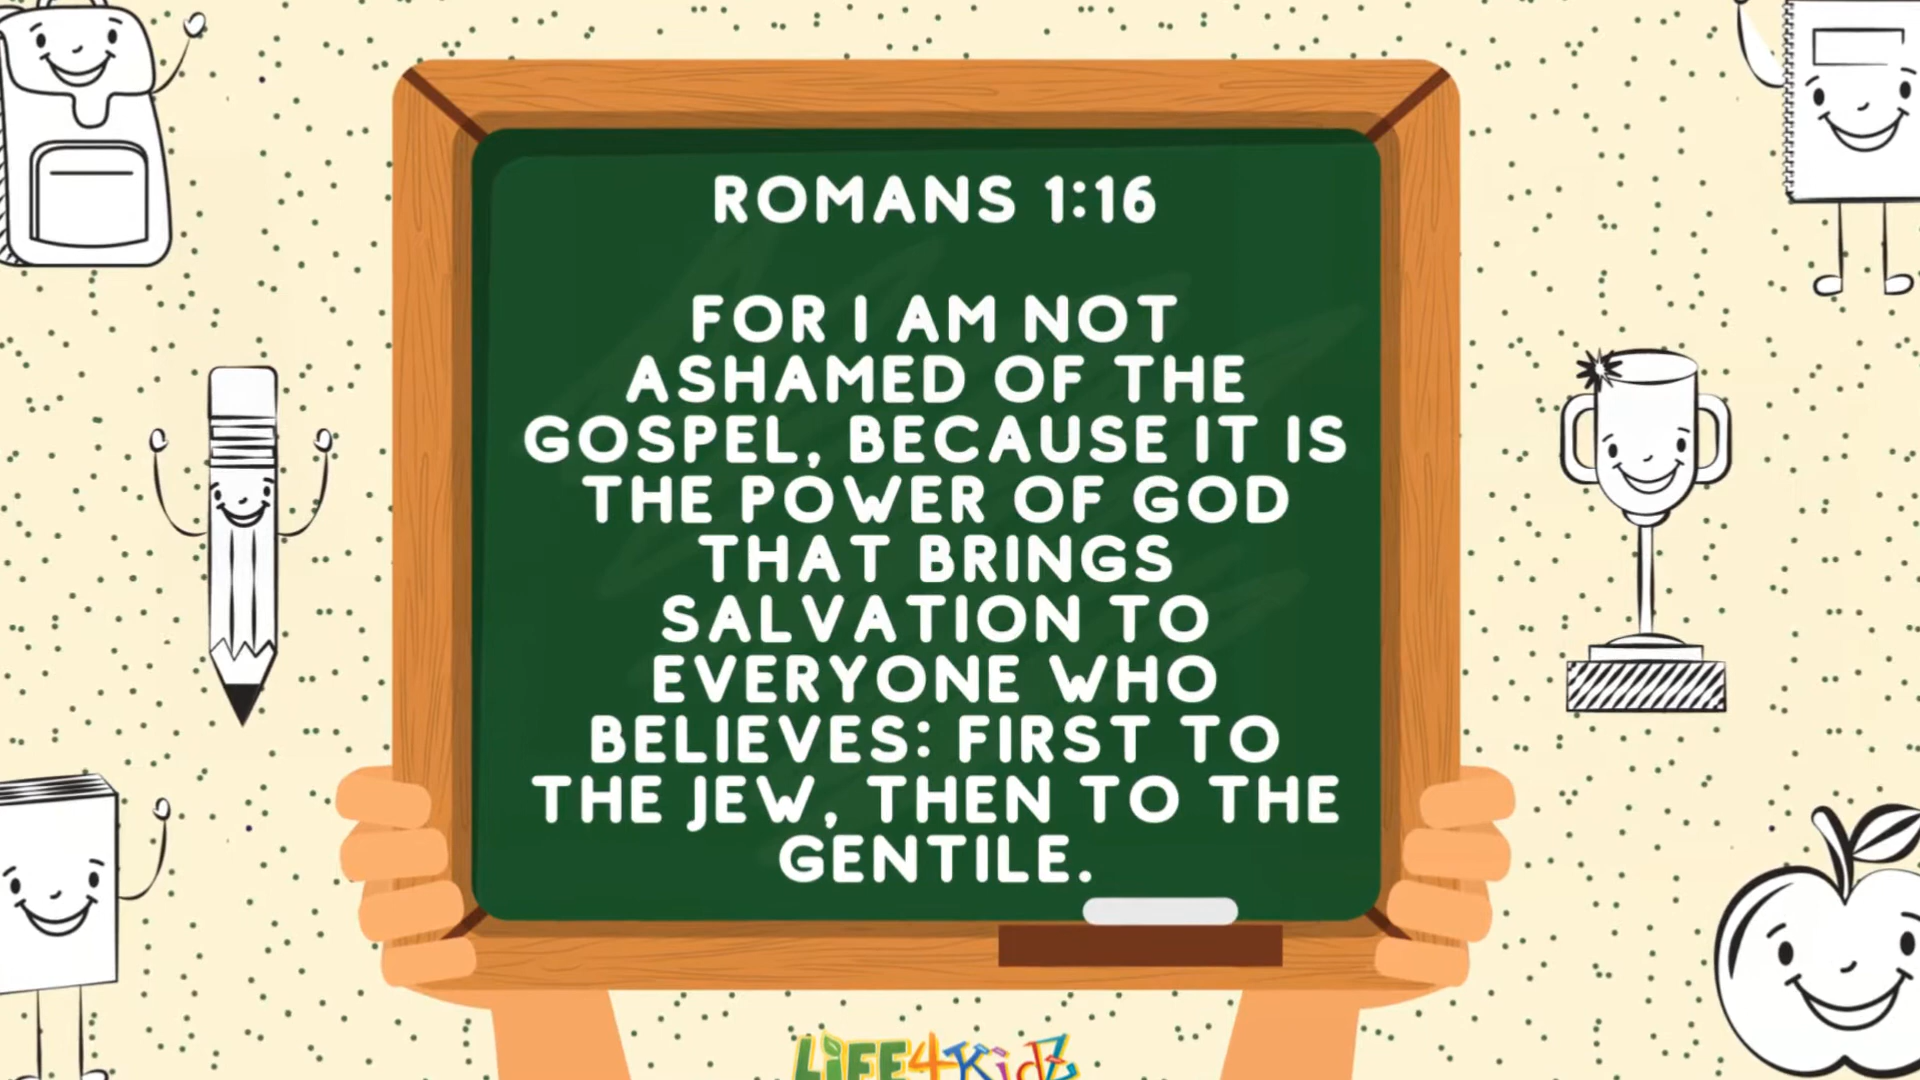 ROMANS 1:16
FOR I AM NOT
ASHAMED OF THE
GOSPEL, BECAUSE IT IS
THE POWER OF GOD
THAT BRINGS
SALVATION TO
EVERYONE WHO
BELIEVES: FIRST TO
THE JEW, THEN TO THE
GENTILE.
LiFE4KidZ